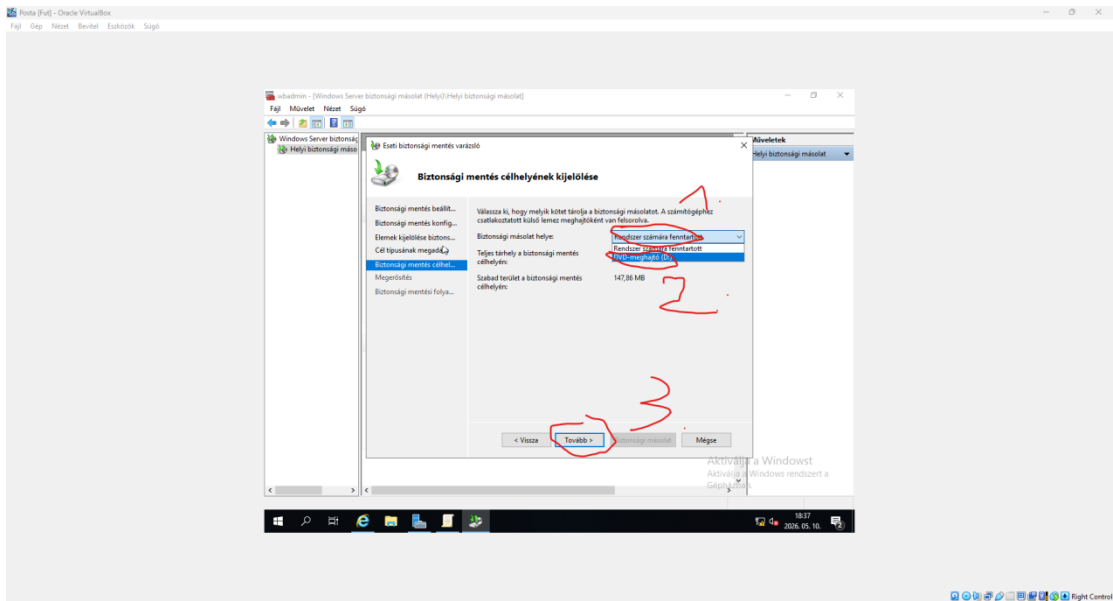 Posta [Fut] - Oracle VirtualBox
Fájl Gép Nézet Bevitel Eszközök Súgó
wbadmin - [Windows Server biztonsági másolat (Helyi)\Helyi biztonsági másolat]
Fájl Művelet Nézet Súgó
Windows Server biztonság
Helyi biztonsági máso
Műveletek
Helyi biztonsági másolat
Eseti biztonsági mentés varázsló
Biztonsági mentés célhelyének kijelölése
1.
Biztonsági mentés beállít...
Biztonsági mentés konfig...
Elemek kijelölése biztons...
Cél típusának megadá
Biztonsági mentés célhel...
Megerősítés
Biztonsági mentési folya...
Válassza ki, hogy melyik kötet tárolja a biztonsági másolatot. A számítógéphez
csatlakoztatott külső lemez meghajtóként van felsorolva.
Biztonsági másolat helye:
Rendszer számára fenntartott
Rendszer számára fenntartott
DVD-meghajtó (D:)
Teljes tárhely a biztonsági mentés
célhelyén:
Szabad terület a biztonsági mentés
célhelyén:
147,86 MB
2.
3.
< Vissza Tovább > Biztonsági másolat Mégse
Aktiválja a Windowst
Aktiválja a Windows rendszert a
Gépházban.
18:37
2026. 05. 10.
2
Right Control